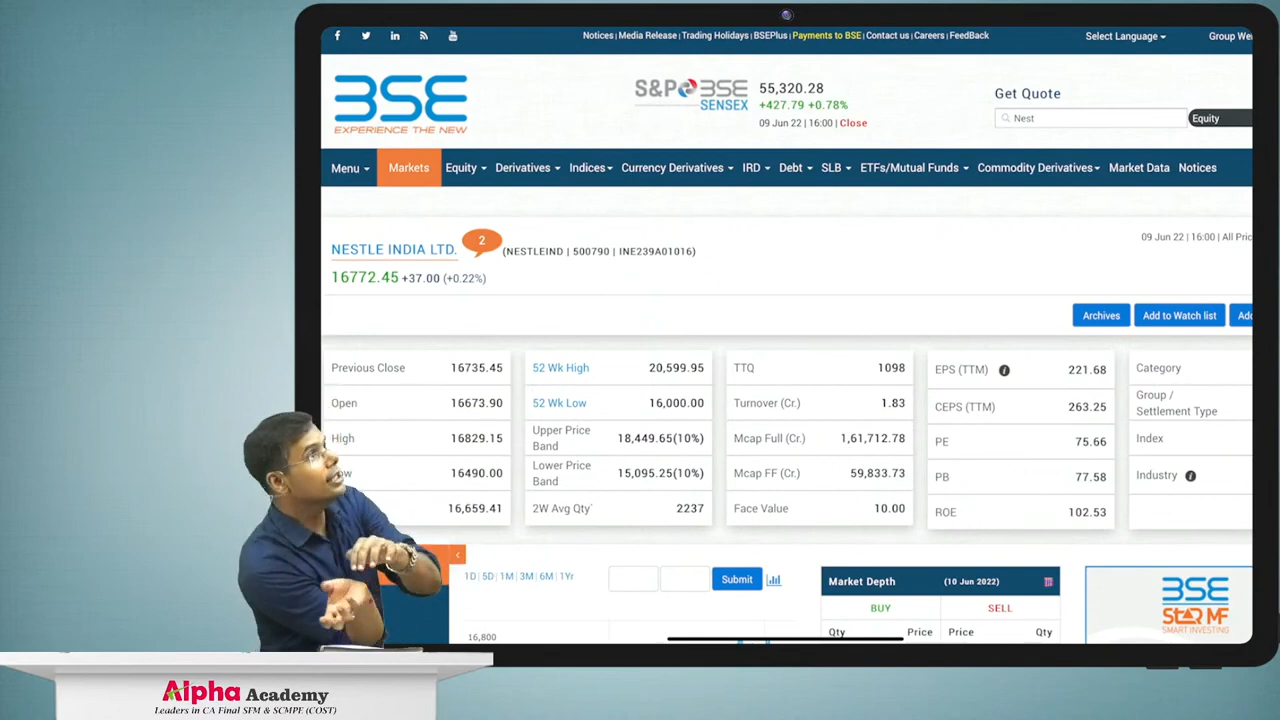 Notices | Media Release | Trading Holidays | BSEPlus | Payments to BSE | Contact us | Careers | FeedBack
Select Language
Group We
BSE
EXPERIENCE THE NEW
S&P BSE
SENSEX
55,320.28
+427.79 +0.78%
09 Jun 22 | 16:00 | Close
Get Quote
Nest
Equity
Menu Markets Equity Derivatives Indices Currency Derivatives IRD Debt SLB ETFs/Mutual Funds Commodity Derivatives Market Data Notices
NESTLE INDIA LTD.
2
(NESTLEIND | 500790 | INE239A01016)
09 Jun 22 | 16:00 | All Pric
16772.45 +37.00 (+0.22%)
Archives
Add to Watch list
Add
Previous Close 16735.45
Open 16673.90
High 16829.15
16490.00
16,659.41
52 Wk High 20,599.95
52 Wk Low 16,000.00
Upper Price
Band
18,449.65(10%)
Lower Price
Band
15,095.25(10%)
2W Avg Qty 2237
TTQ 1098
Turnover (Cr.) 1.83
Mcap Full (Cr.) 1,61,712.78
Mcap FF (Cr.) 59,833.73
Face Value 10.00
EPS (TTM) 221.68
CEPS (TTM) 263.25
PE 75.66
PB 77.58
ROE 102.53
Category
Group /
Settlement Type
Index
Industry
1D | 5D | 1M | 3M | 6M | 1Yr
Submit
16,800
Market Depth (10 Jun 2022)
BUY SELL
Qty Price Price Qty
BSE
STAR MF
SMART INVESTING
Alpha Academy
Leaders in CA Final SFM & SCMPE (COST)